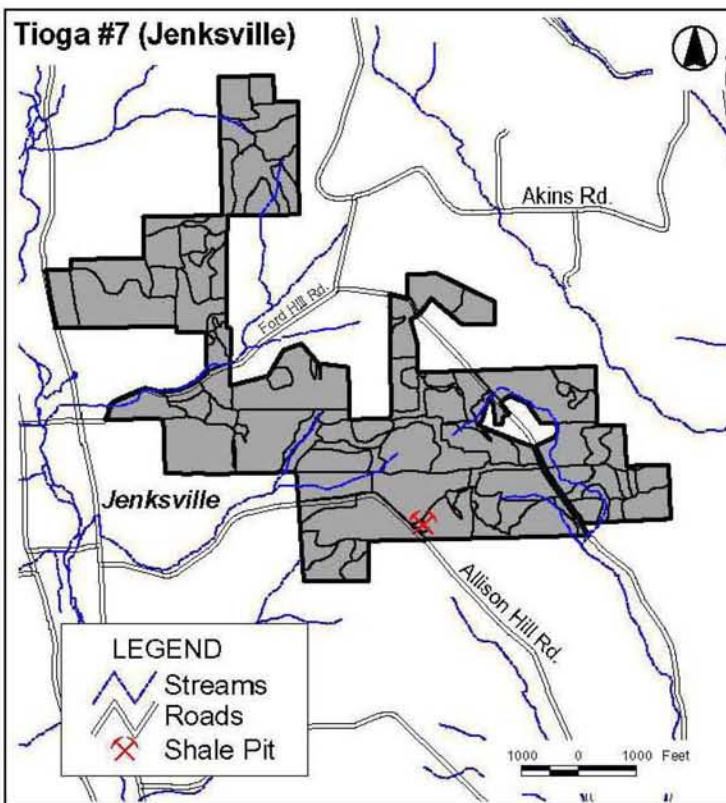 Tioga #7 (Jenksville)
Akins Rd.
Ford Hill Rd.
Jenksville
Allison Hill Rd.
LEGEND
Streams
Roads
Shale Pit
1000 0 1000 Feet